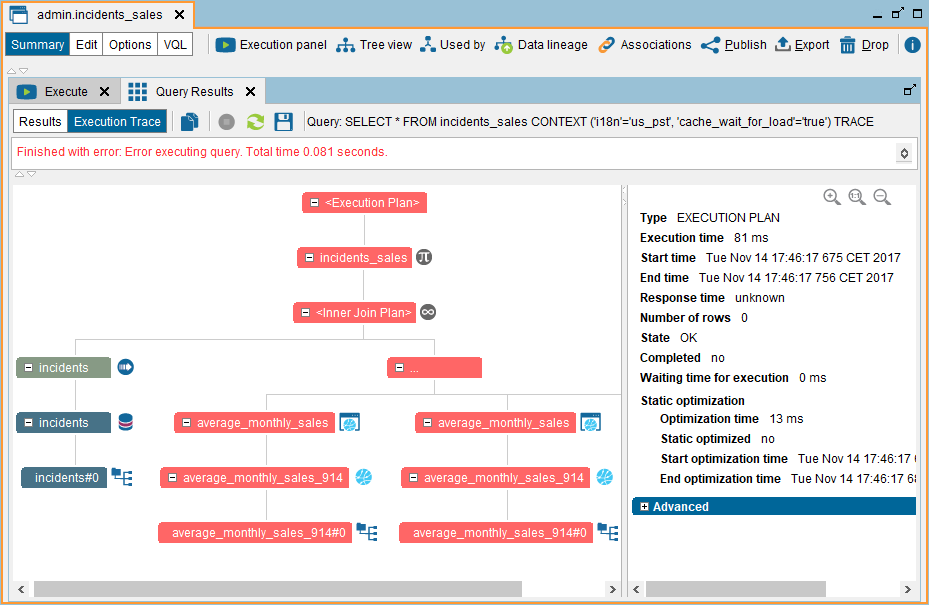 admin.incidents_sales
Summary Edit Options VQL Execution panel Tree view Used by Data lineage Associations Publish Export Drop
Execute Query Results
Results Execution Trace Query: SELECT * FROM incidents_sales CONTEXT ('i18n'='us_pst', 'cache_wait_for_load'='true') TRACE
Finished with error: Error executing query. Total time 0.081 seconds.
<Execution Plan>
incidents_sales
<Inner Join Plan>
incidents ...
incidents average_monthly_sales average_monthly_sales
incidents#0 average_monthly_sales_914 average_monthly_sales_914
average_monthly_sales_914#0 average_monthly_sales_914#0
1:1
Type EXECUTION PLAN
Execution time 81 ms
Start time Tue Nov 14 17:46:17 675 CET 2017
End time Tue Nov 14 17:46:17 756 CET 2017
Response time unknown
Number of rows 0
State OK
Completed no
Waiting time for execution 0 ms
Static optimization
Optimization time 13 ms
Static optimized no
Start optimization time Tue Nov 14 17:46:17
End optimization time Tue Nov 14 17:46:17
Advanced